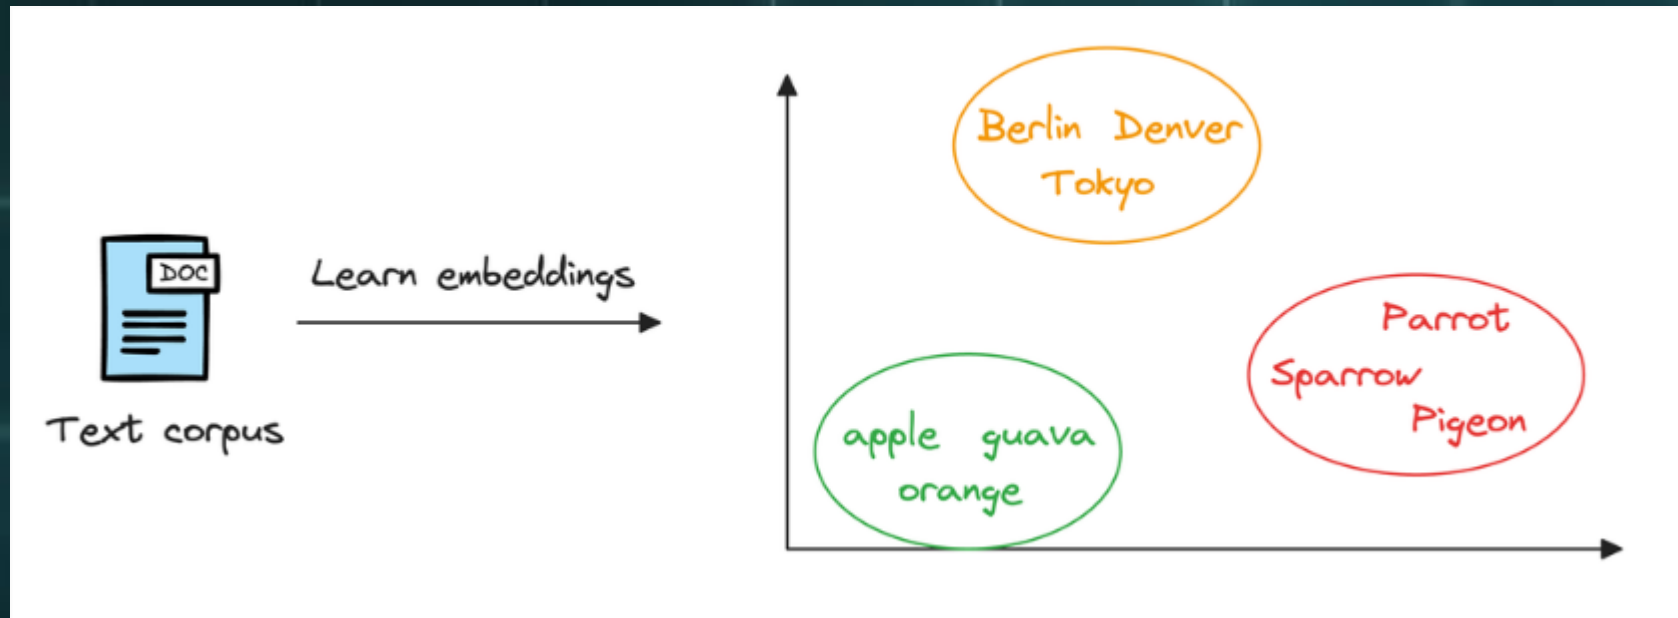 DOC
Text corpus
Learn embeddings
Berlin Denver
Tokyo
apple guava
orange
Parrot
Sparrow
Pigeon